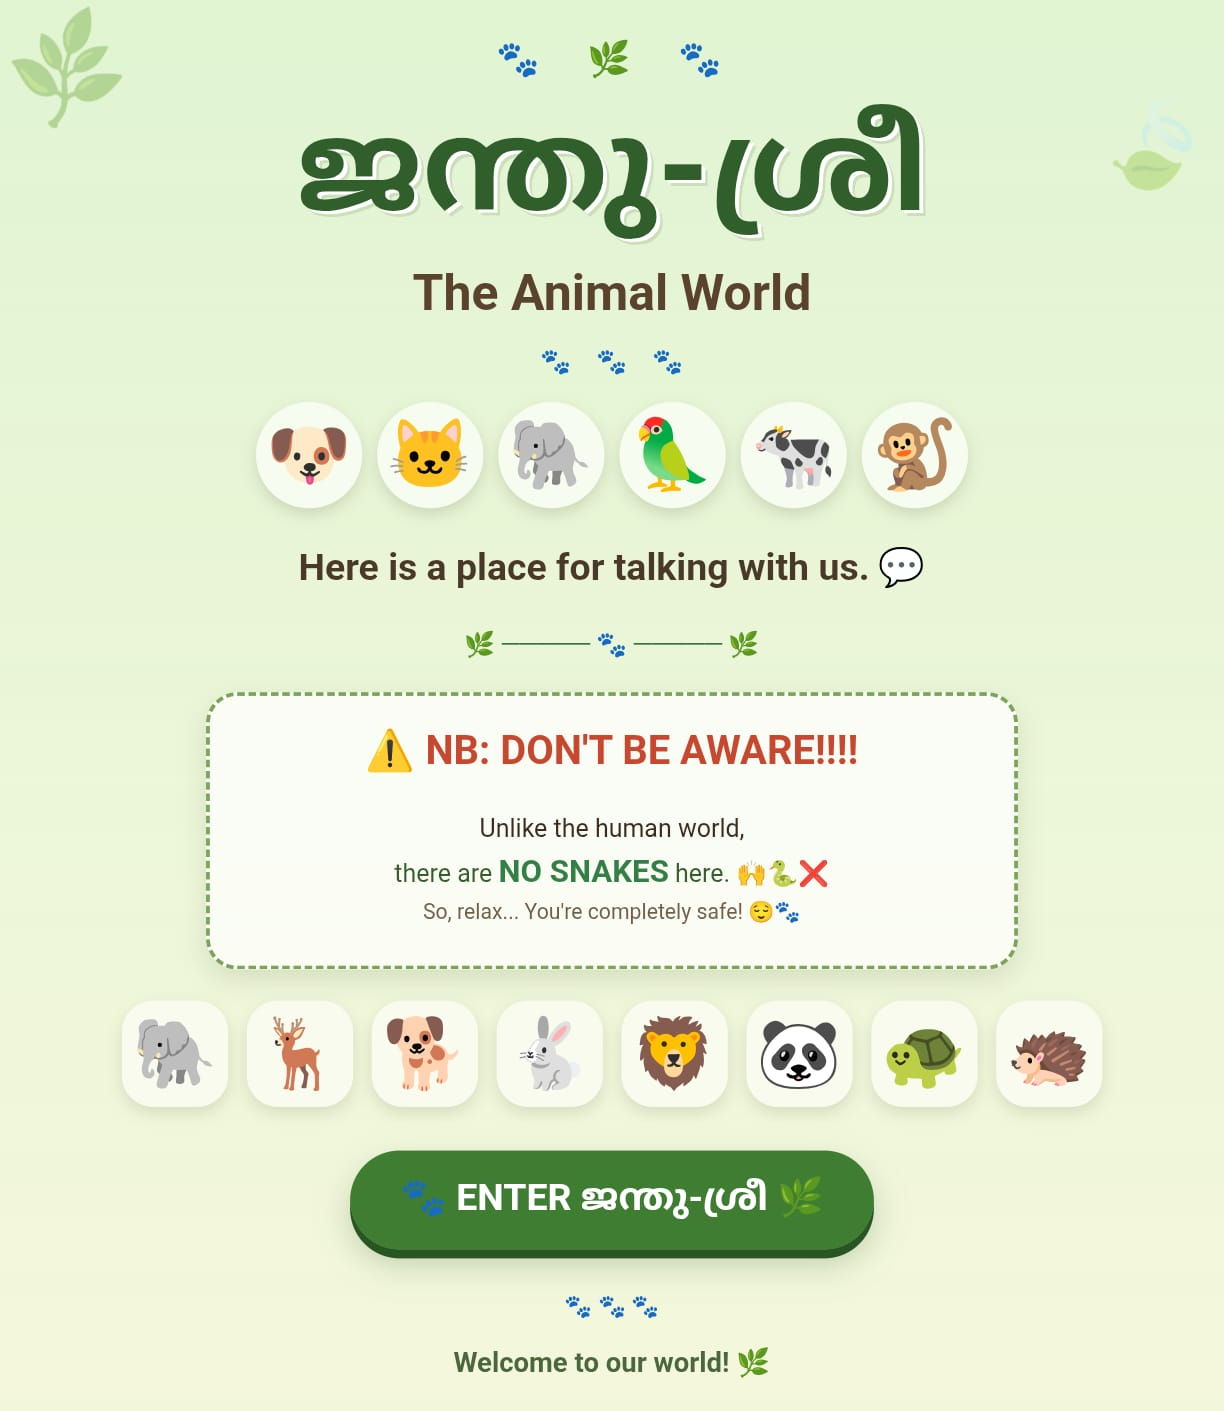 ജന്തു-ശ്രീ
The Animal World
Here is a place for talking with us. 💬
⚠️ NB: DON'T BE AWARE!!!!
Unlike the human world,
there are NO SNAKES here. 🙌🐍❌
So, relax... You're completely safe! 😌🐾
🐾 ENTER ജന്തു-ശ്രീ 🌿
Welcome to our world! 🌿